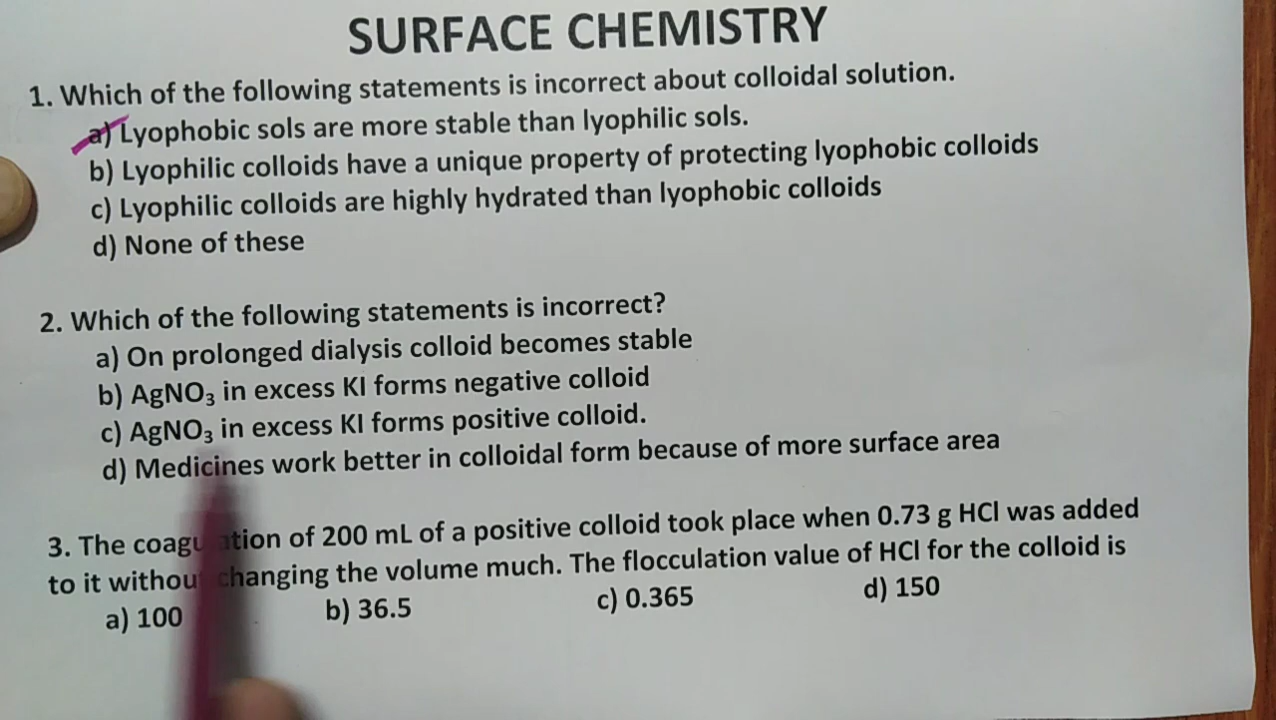 SURFACE CHEMISTRY
1. Which of the following statements is incorrect about colloidal solution.
a) Lyophobic sols are more stable than lyophilic sols.
b) Lyophilic colloids have a unique property of protecting lyophobic colloids
c) Lyophilic colloids are highly hydrated than lyophobic colloids
d) None of these
2. Which of the following statements is incorrect?
a) On prolonged dialysis colloid becomes stable
b) AgNO₃ in excess KI forms negative colloid
c) AgNO₃ in excess KI forms positive colloid.
d) Medicines work better in colloidal form because of more surface area
3. The of 200 mL of a positive colloid took place when 0.73 g HCl was added
to it changing the volume much. The flocculation value of HCl for the colloid is
a) 100 b) 36.5 c) 0.365 d) 150